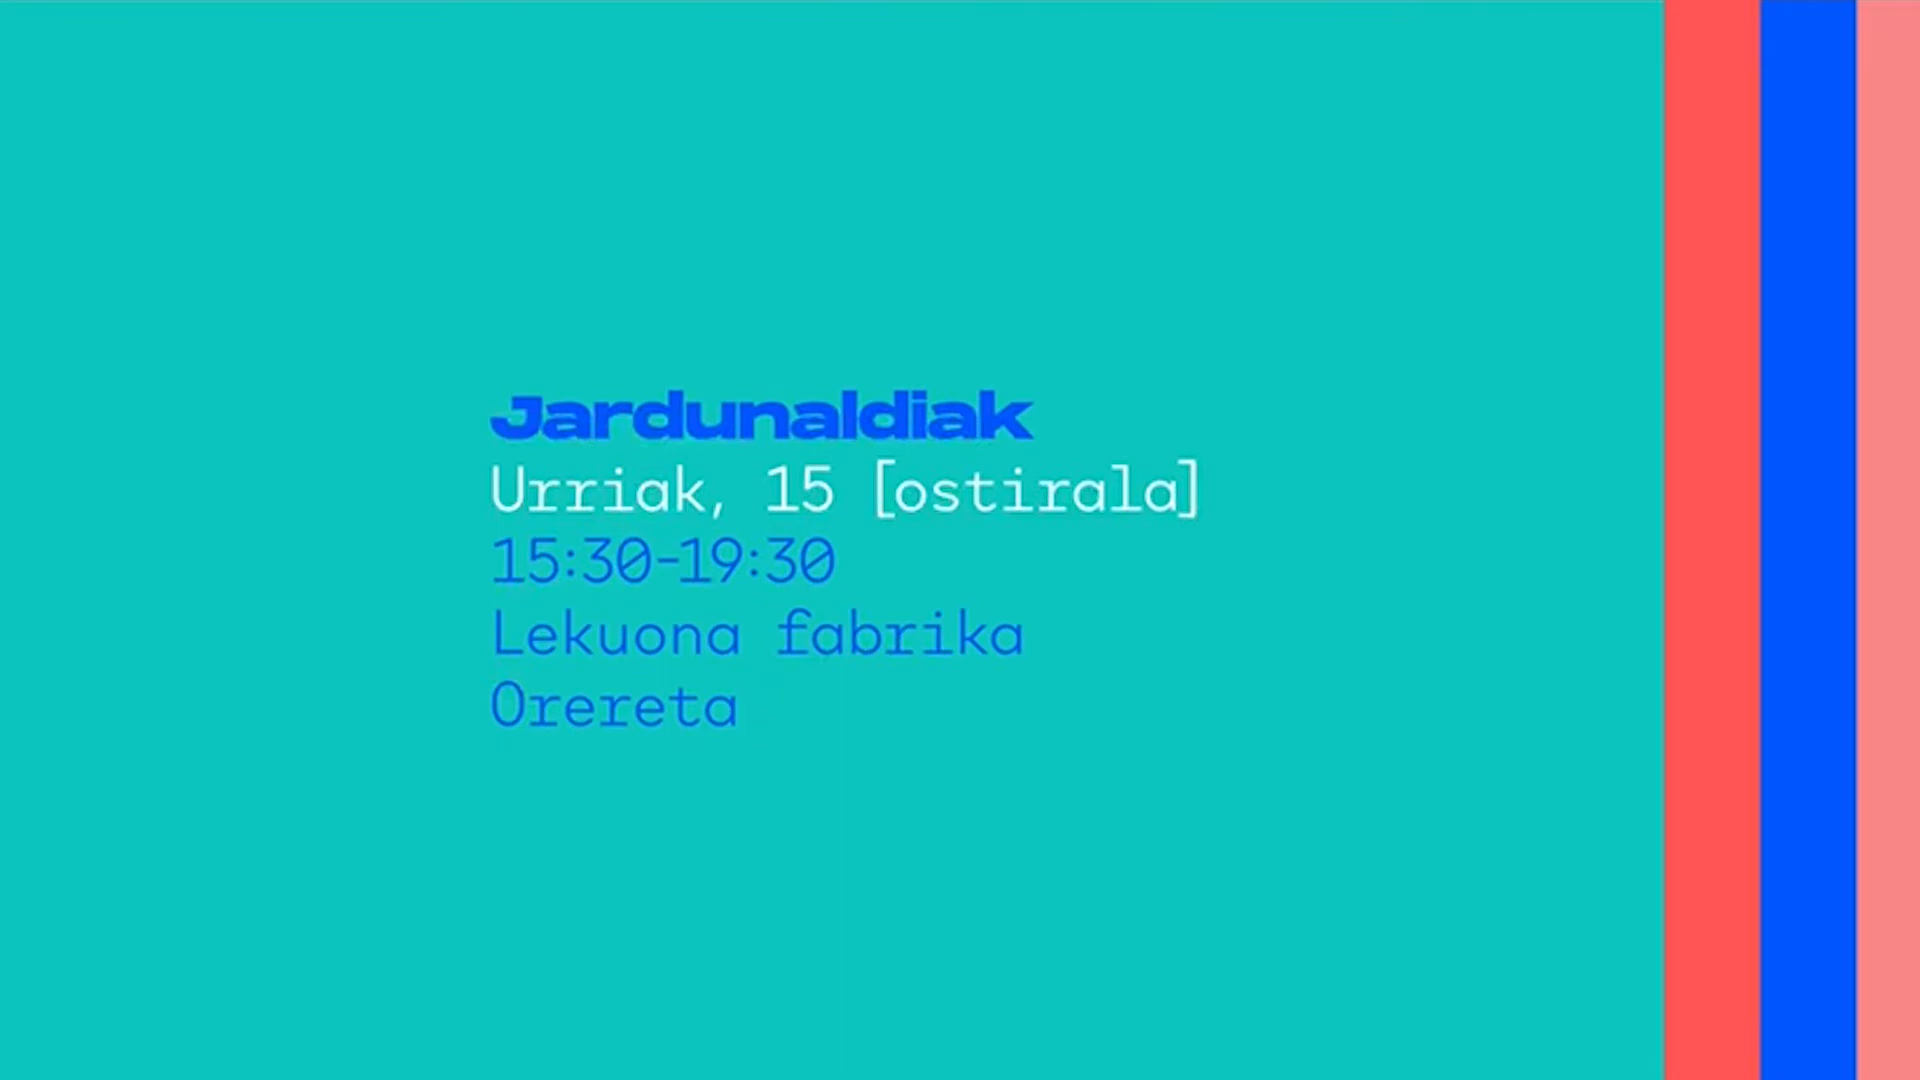 Jardunaldiak
Urriak, 15 [ostirala]
15:30-19:30
Lekuona fabrika
Orereta